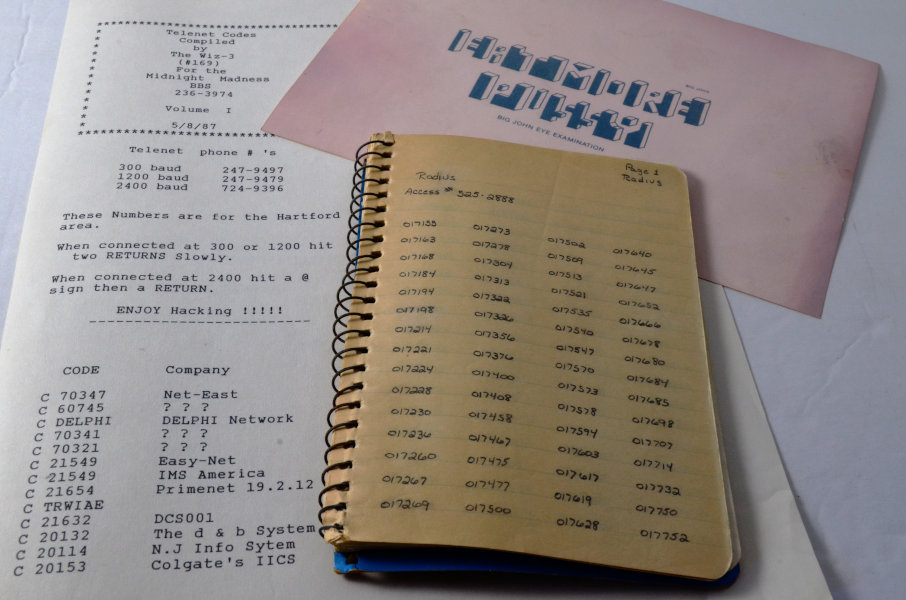 ************************
Telenet Codes
Compiled
by
The Wiz-3
(#169)
For the
Midnight Madness
BBS
236-3974
Volume I
5/8/87
************************
Telenet phone # 's
300 baud 247-9497
1200 baud 247-9479
2400 baud 724-9396
These Numbers are for the Hartford
area.
When connected at 300 or 1200 hit
two RETURNS Slowly.
When connected at 2400 hit a @
sign then a RETURN.
ENJOY Hacking !!!!!
-------------------------
CODE Company
C 70347 Net-East
C 60745 ? ? ?
C DELPHI DELPHI Network
C 70341 ? ? ?
C 70321 ? ? ?
C 21549 Easy-Net
C 21549 IMS America
C 21654 Primenet 19.2.12
C TRWIAE
C 21632 DCS001
C 20132 The d & b System
C 20114 N.J Info Sytem
C 20153 Colgate's IICS
BIG JOHN
BIG JOHN EYE EXAMINATION
Page 1
Radius
Radius
Access # 525-2888
017155 017273 017502 017640
017163 017278 017509 017645
017168 017304 017513 017647
017184 017313 017521 017652
017194 017322 017535 017666
017198 017326 017540 017678
017214 017356 017547 017680
017221 017376 017570 017684
017224 017400 017573 017685
017228 017408 017578 017698
017230 017458 017594 017707
017236 017467 017603 017714
017260 017475 017617 017732
017267 017477 017619 017750
017269 017500 017628 017752